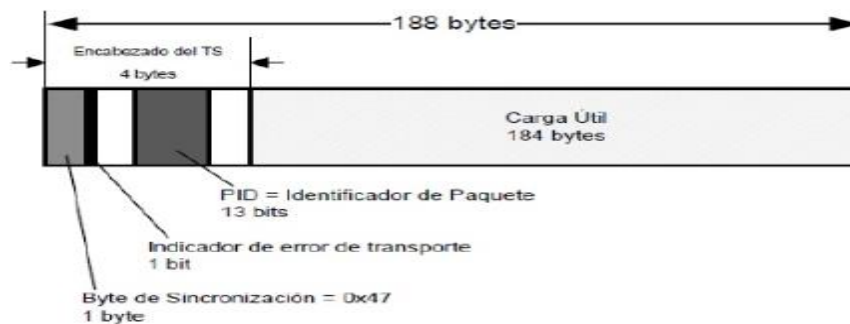 188 bytes
Encabezado del TS
4 bytes
Carga Útil
184 bytes
PID = Identificador de Paquete
13 bits
Indicador de error de transporte
1 bit
Byte de Sincronización = 0x47
1 byte